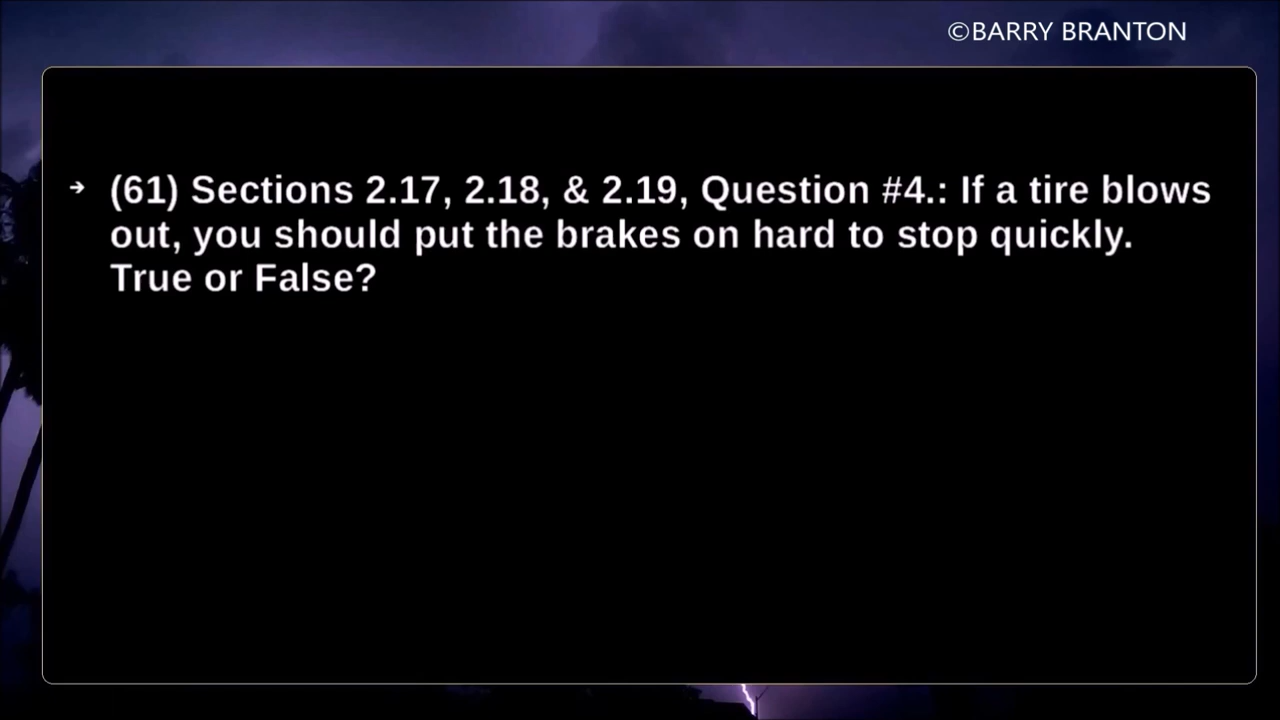 ©BARRY BRANTON
➔ (61) Sections 2.17, 2.18, & 2.19, Question #4.: If a tire blows
out, you should put the brakes on hard to stop quickly.
True or False?